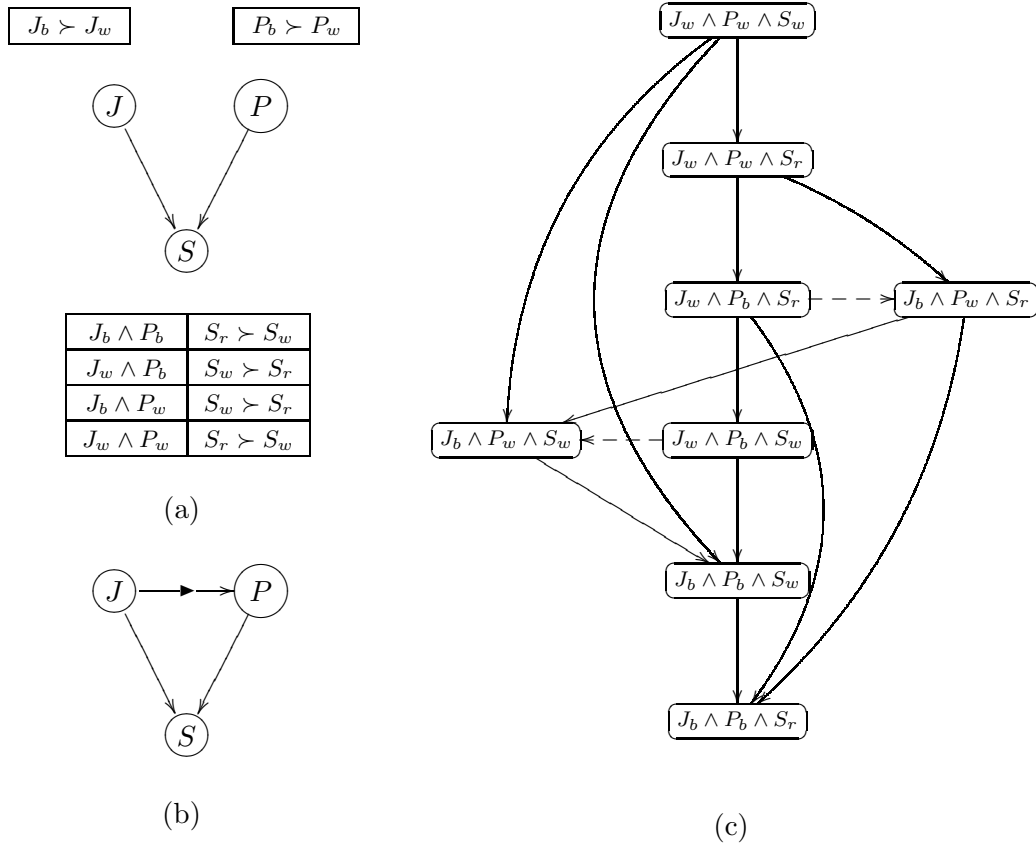 J_b ≻ J_w
P_b ≻ P_w
J
P
S
J_b ∧ P_b S_r ≻ S_w
J_w ∧ P_b S_w ≻ S_r
J_b ∧ P_w S_w ≻ S_r
J_w ∧ P_w S_r ≻ S_w
(a)
J
P
S
(b)
J_w ∧ P_w ∧ S_w
J_w ∧ P_w ∧ S_r
J_w ∧ P_b ∧ S_r
J_b ∧ P_w ∧ S_r
J_b ∧ P_w ∧ S_w
J_w ∧ P_b ∧ S_w
J_b ∧ P_b ∧ S_w
J_b ∧ P_b ∧ S_r
(c)